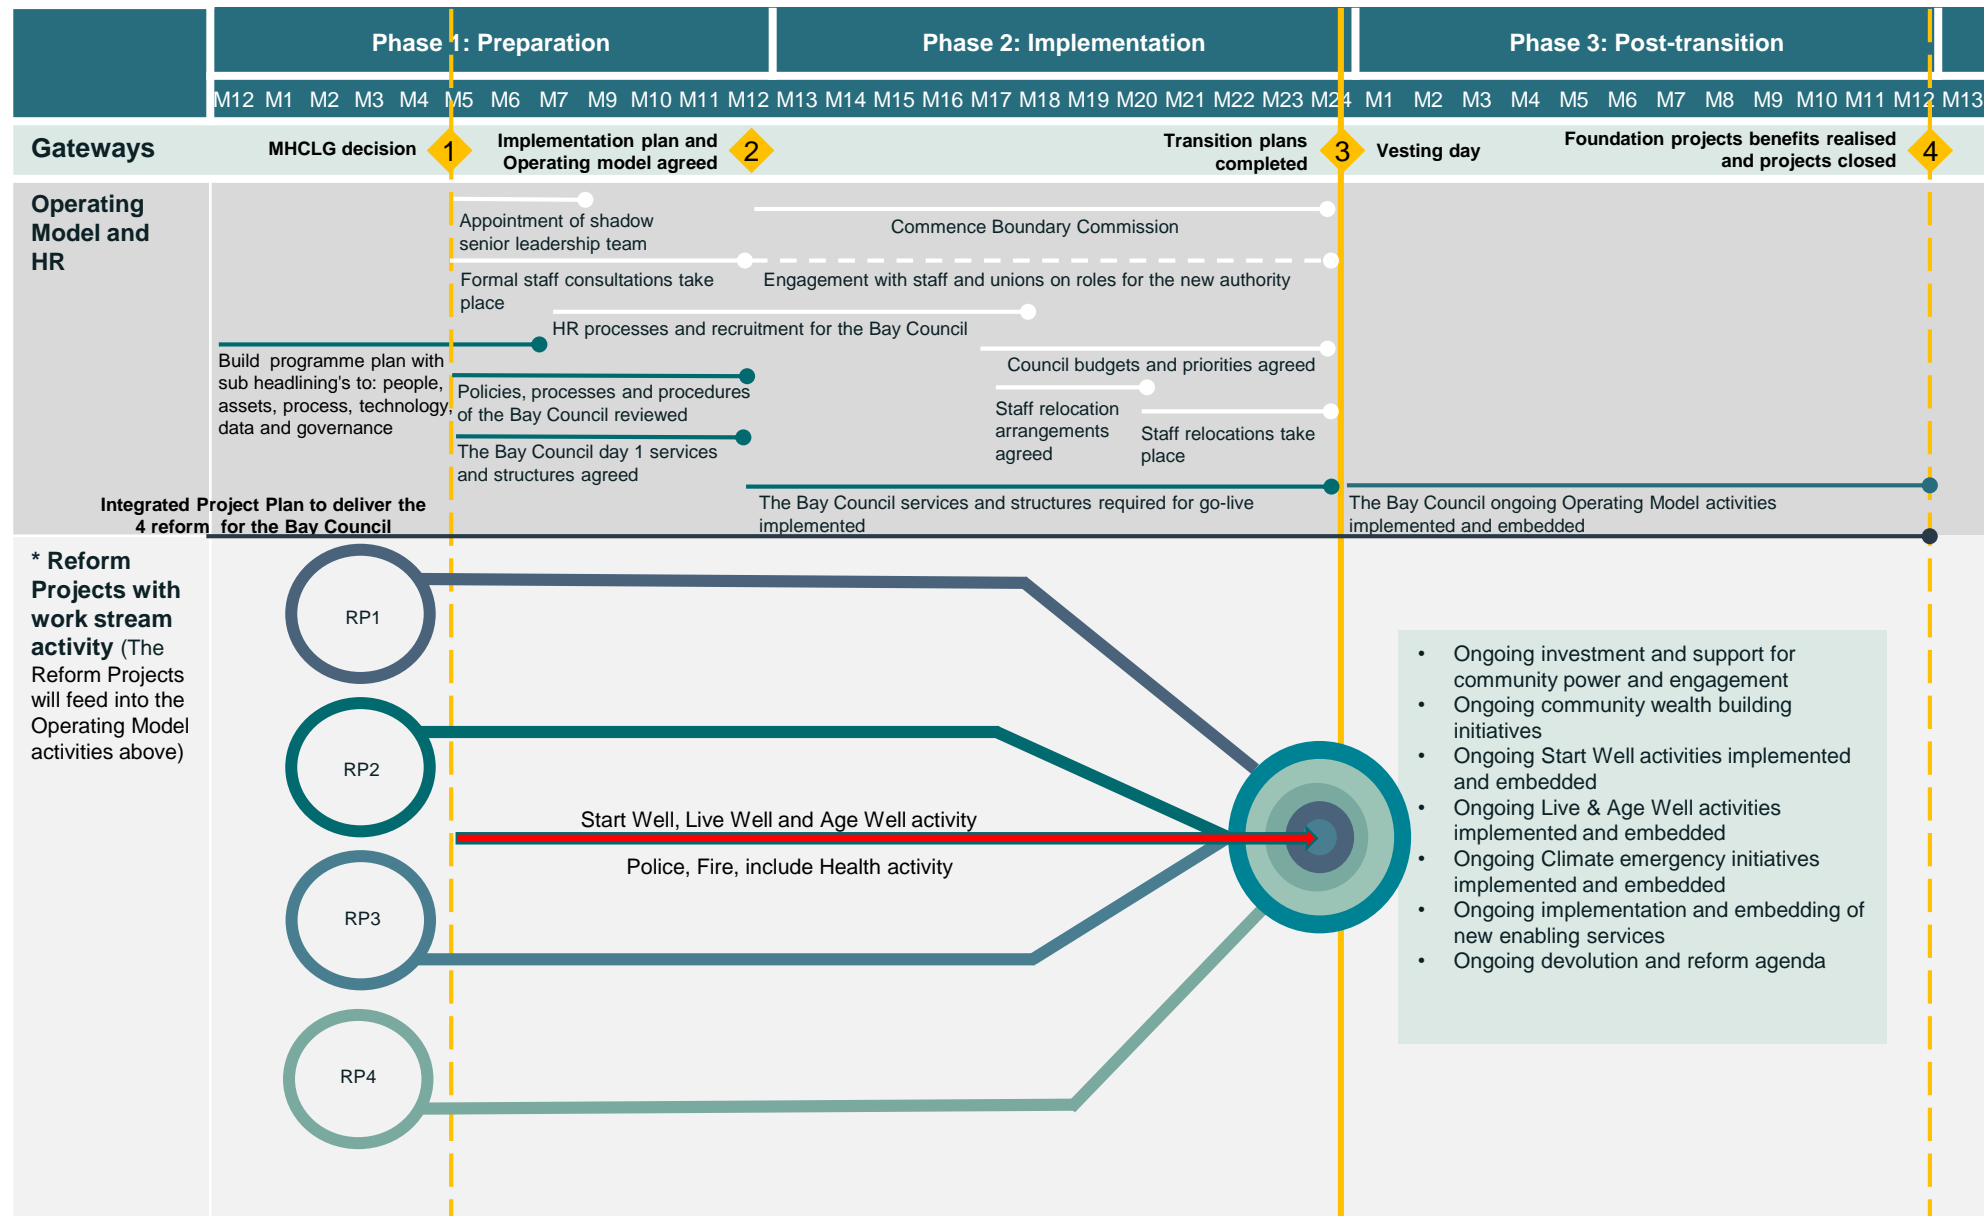 Phase 1: Preparation
Phase 2: Implementation
Phase 3: Post-transition
M12 M1 M2 M3 M4 M5 M6 M7 M9 M10 M11 M12 M13 M14 M15 M16 M17 M18 M19 M20 M21 M22 M23 M24 M1 M2 M3 M4 M5 M6 M7 M8 M9 M10 M11 M12 M13
Gateways
MHCLG decision
1
Implementation plan and
Operating model agreed
2
Transition plans
completed
3
Vesting day
Foundation projects benefits realised
and projects closed
4
Operating
Model and
HR
Appointment of shadow
senior leadership team
Commence Boundary Commission
Formal staff consultations take
place
Engagement with staff and unions on roles for the new authority
HR processes and recruitment for the Bay Council
Build programme plan with
sub headlining's to: people,
assets, process, technology,
data and governance
Council budgets and priorities agreed
Policies, processes and procedures
of the Bay Council reviewed
Staff relocation
arrangements
agreed
Staff relocations take
place
The Bay Council day 1 services
and structures agreed
The Bay Council services and structures required for go-live
implemented
The Bay Council ongoing Operating Model activities
implemented and embedded
Integrated Project Plan to deliver the
4 reform for the Bay Council
* Reform
Projects with
work stream
activity (The
Reform Projects
will feed into the
Operating Model
activities above)
RP1
RP2
RP3
RP4
Start Well, Live Well and Age Well activity
Police, Fire, include Health activity
• Ongoing investment and support for
community power and engagement
• Ongoing community wealth building
initiatives
• Ongoing Start Well activities implemented
and embedded
• Ongoing Live & Age Well activities
implemented and embedded
• Ongoing Climate emergency initiatives
implemented and embedded
• Ongoing implementation and embedding of
new enabling services
• Ongoing devolution and reform agenda